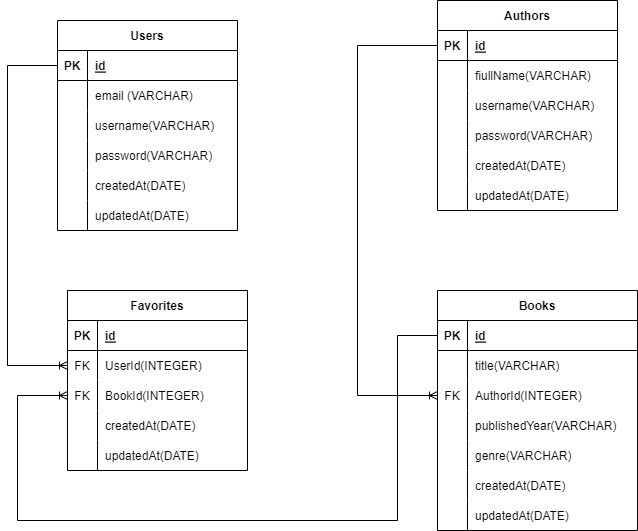 Users
PK id
email (VARCHAR)
username(VARCHAR)
password(VARCHAR)
createdAt(DATE)
updatedAt(DATE)
Authors
PK id
fiullName(VARCHAR)
username(VARCHAR)
password(VARCHAR)
createdAt(DATE)
updatedAt(DATE)
Favorites
PK id
FK UserId(INTEGER)
FK BookId(INTEGER)
createdAt(DATE)
updatedAt(DATE)
Books
PK id
title(VARCHAR)
FK AuthorId(INTEGER)
publishedYear(VARCHAR)
genre(VARCHAR)
createdAt(DATE)
updatedAt(DATE)